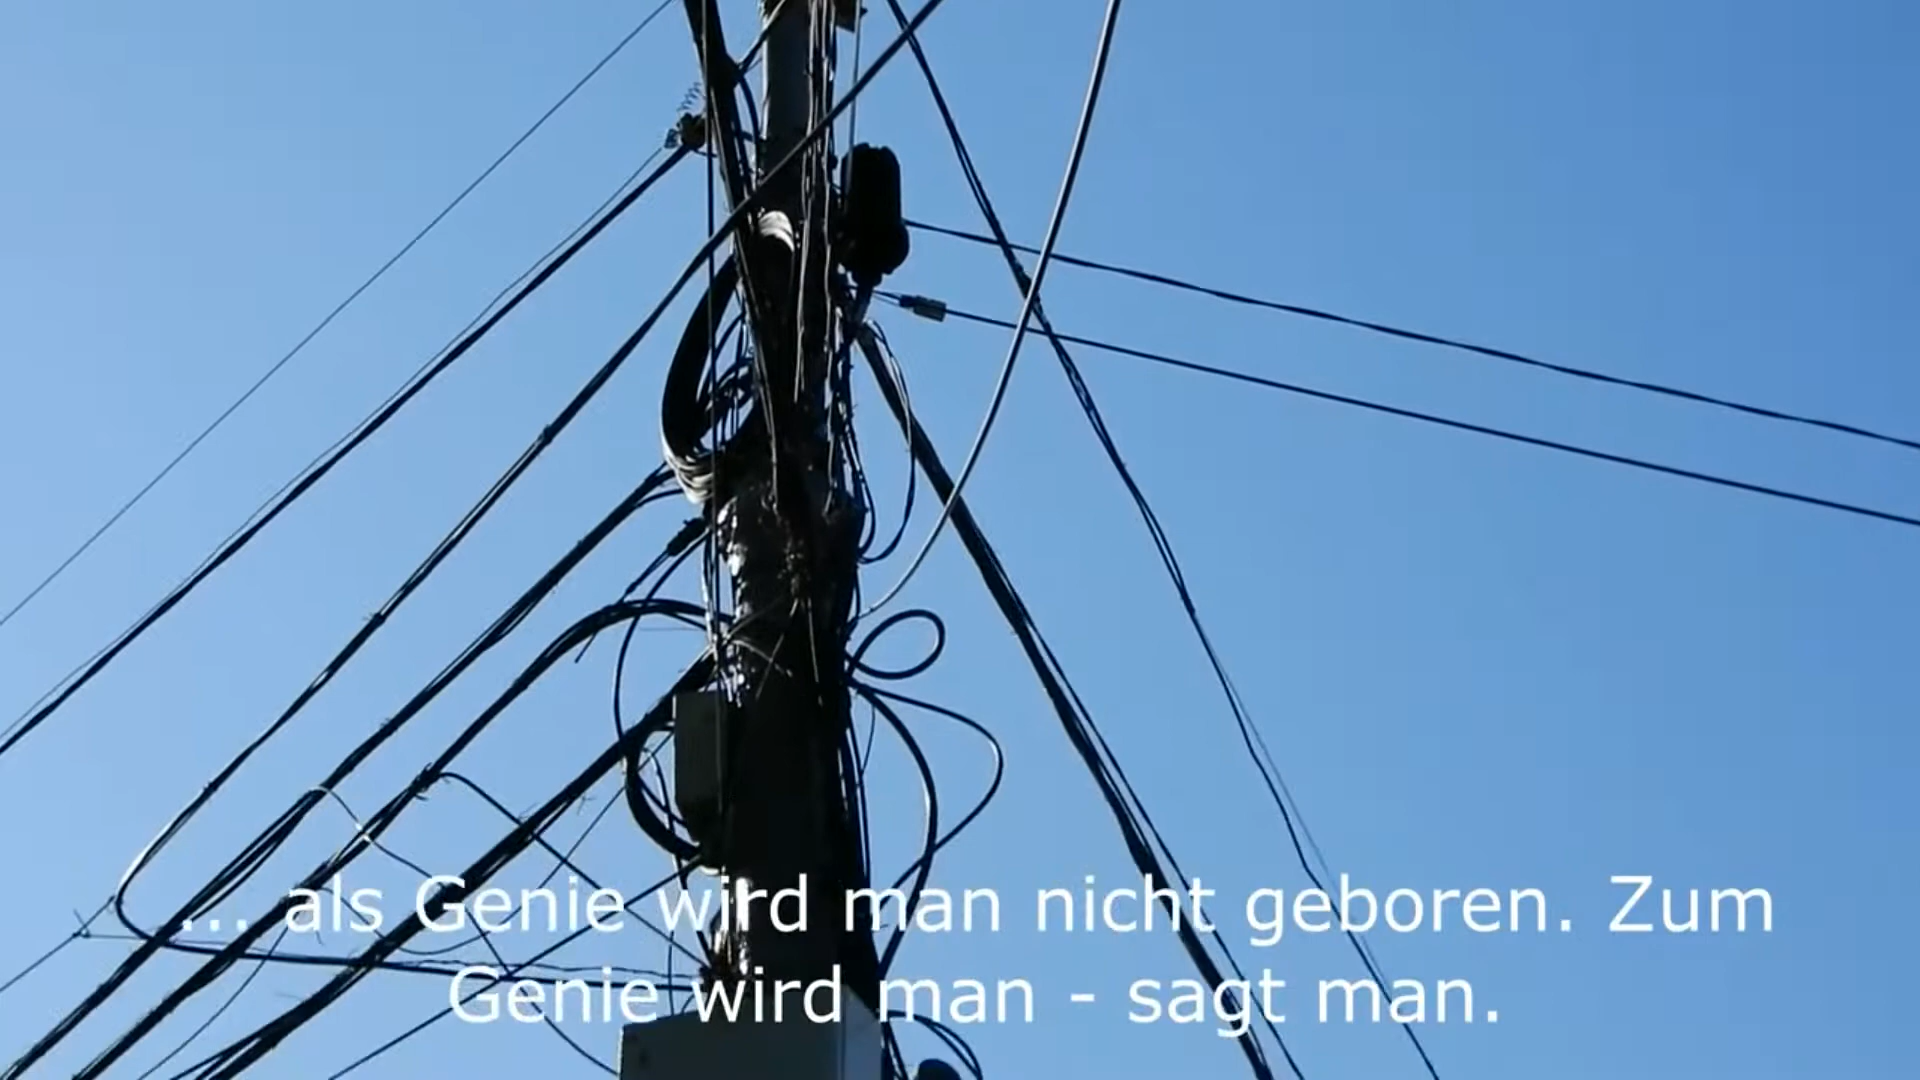 ... als Genie wird man nicht geboren. Zum
Genie wird man - sagt man.